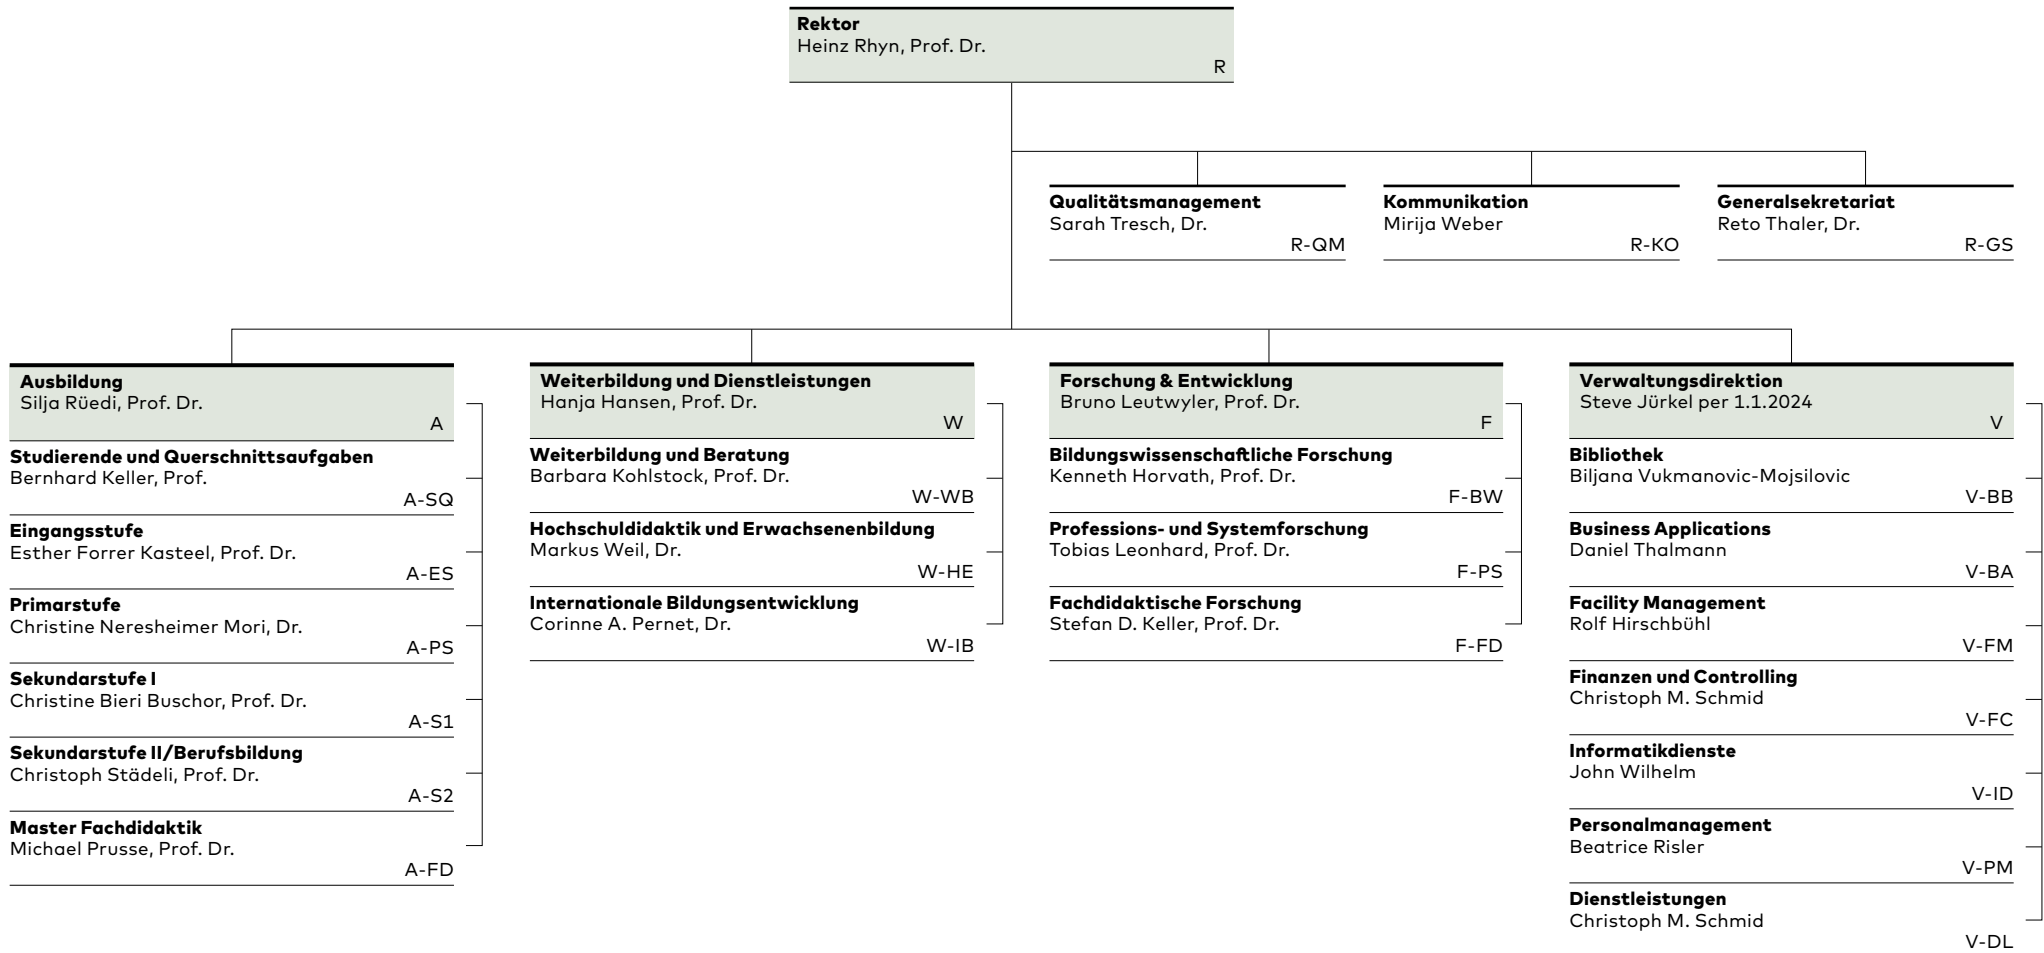 Rektor
Heinz Rhyn, Prof. Dr.
R
Qualitätsmanagement
Sarah Tresch, Dr.
R-QM
Kommunikation
Mirija Weber
R-KO
Generalsekretariat
Reto Thaler, Dr.
R-GS
Ausbildung
Silja Rüedi, Prof. Dr.
A
Studierende und Querschnittsaufgaben
Bernhard Keller, Prof.
A-SQ
Eingangsstufe
Esther Forrer Kasteel, Prof. Dr.
A-ES
Primarstufe
Christine Neresheimer Mori, Dr.
A-PS
Sekundarstufe I
Christine Bieri Buschor, Prof. Dr.
A-S1
Sekundarstufe II/Berufsbildung
Christoph Städeli, Prof. Dr.
A-S2
Master Fachdidaktik
Michael Prusse, Prof. Dr.
A-FD
Weiterbildung und Dienstleistungen
Hanja Hansen, Prof. Dr.
W
Weiterbildung und Beratung
Barbara Kohlstock, Prof. Dr.
W-WB
Hochschuldidaktik und Erwachsenenbildung
Markus Weil, Dr.
W-HE
Internationale Bildungsentwicklung
Corinne A. Pernet, Dr.
W-IB
Forschung & Entwicklung
Bruno Leutwyler, Prof. Dr.
F
Bildungswissenschaftliche Forschung
Kenneth Horvath, Prof. Dr.
F-BW
Professions- und Systemforschung
Tobias Leonhard, Prof. Dr.
F-PS
Fachdidaktische Forschung
Stefan D. Keller, Prof. Dr.
F-FD
Verwaltungsdirektion
Steve Jürkel per 1.1.2024
V
Bibliothek
Biljana Vukmanovic-Mojsilovic
V-BB
Business Applications
Daniel Thalmann
V-BA
Facility Management
Rolf Hirschbühl
V-FM
Finanzen und Controlling
Christoph M. Schmid
V-FC
Informatikdienste
John Wilhelm
V-ID
Personalmanagement
Beatrice Risler
V-PM
Dienstleistungen
Christoph M. Schmid
V-DL